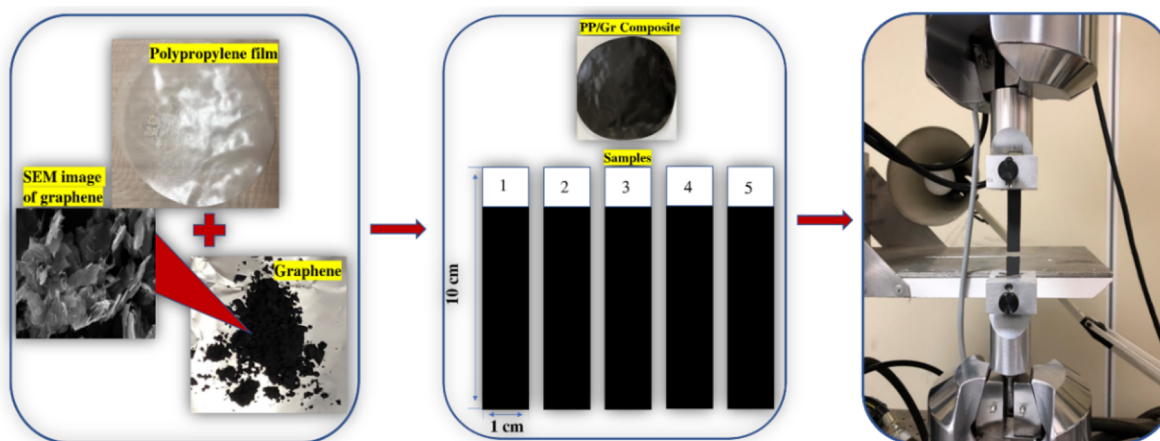 Polypropylene film
SEM image
of graphene
Graphene
PP/Gr Composite
Samples
1 2 3 4 5
10 cm
1 cm